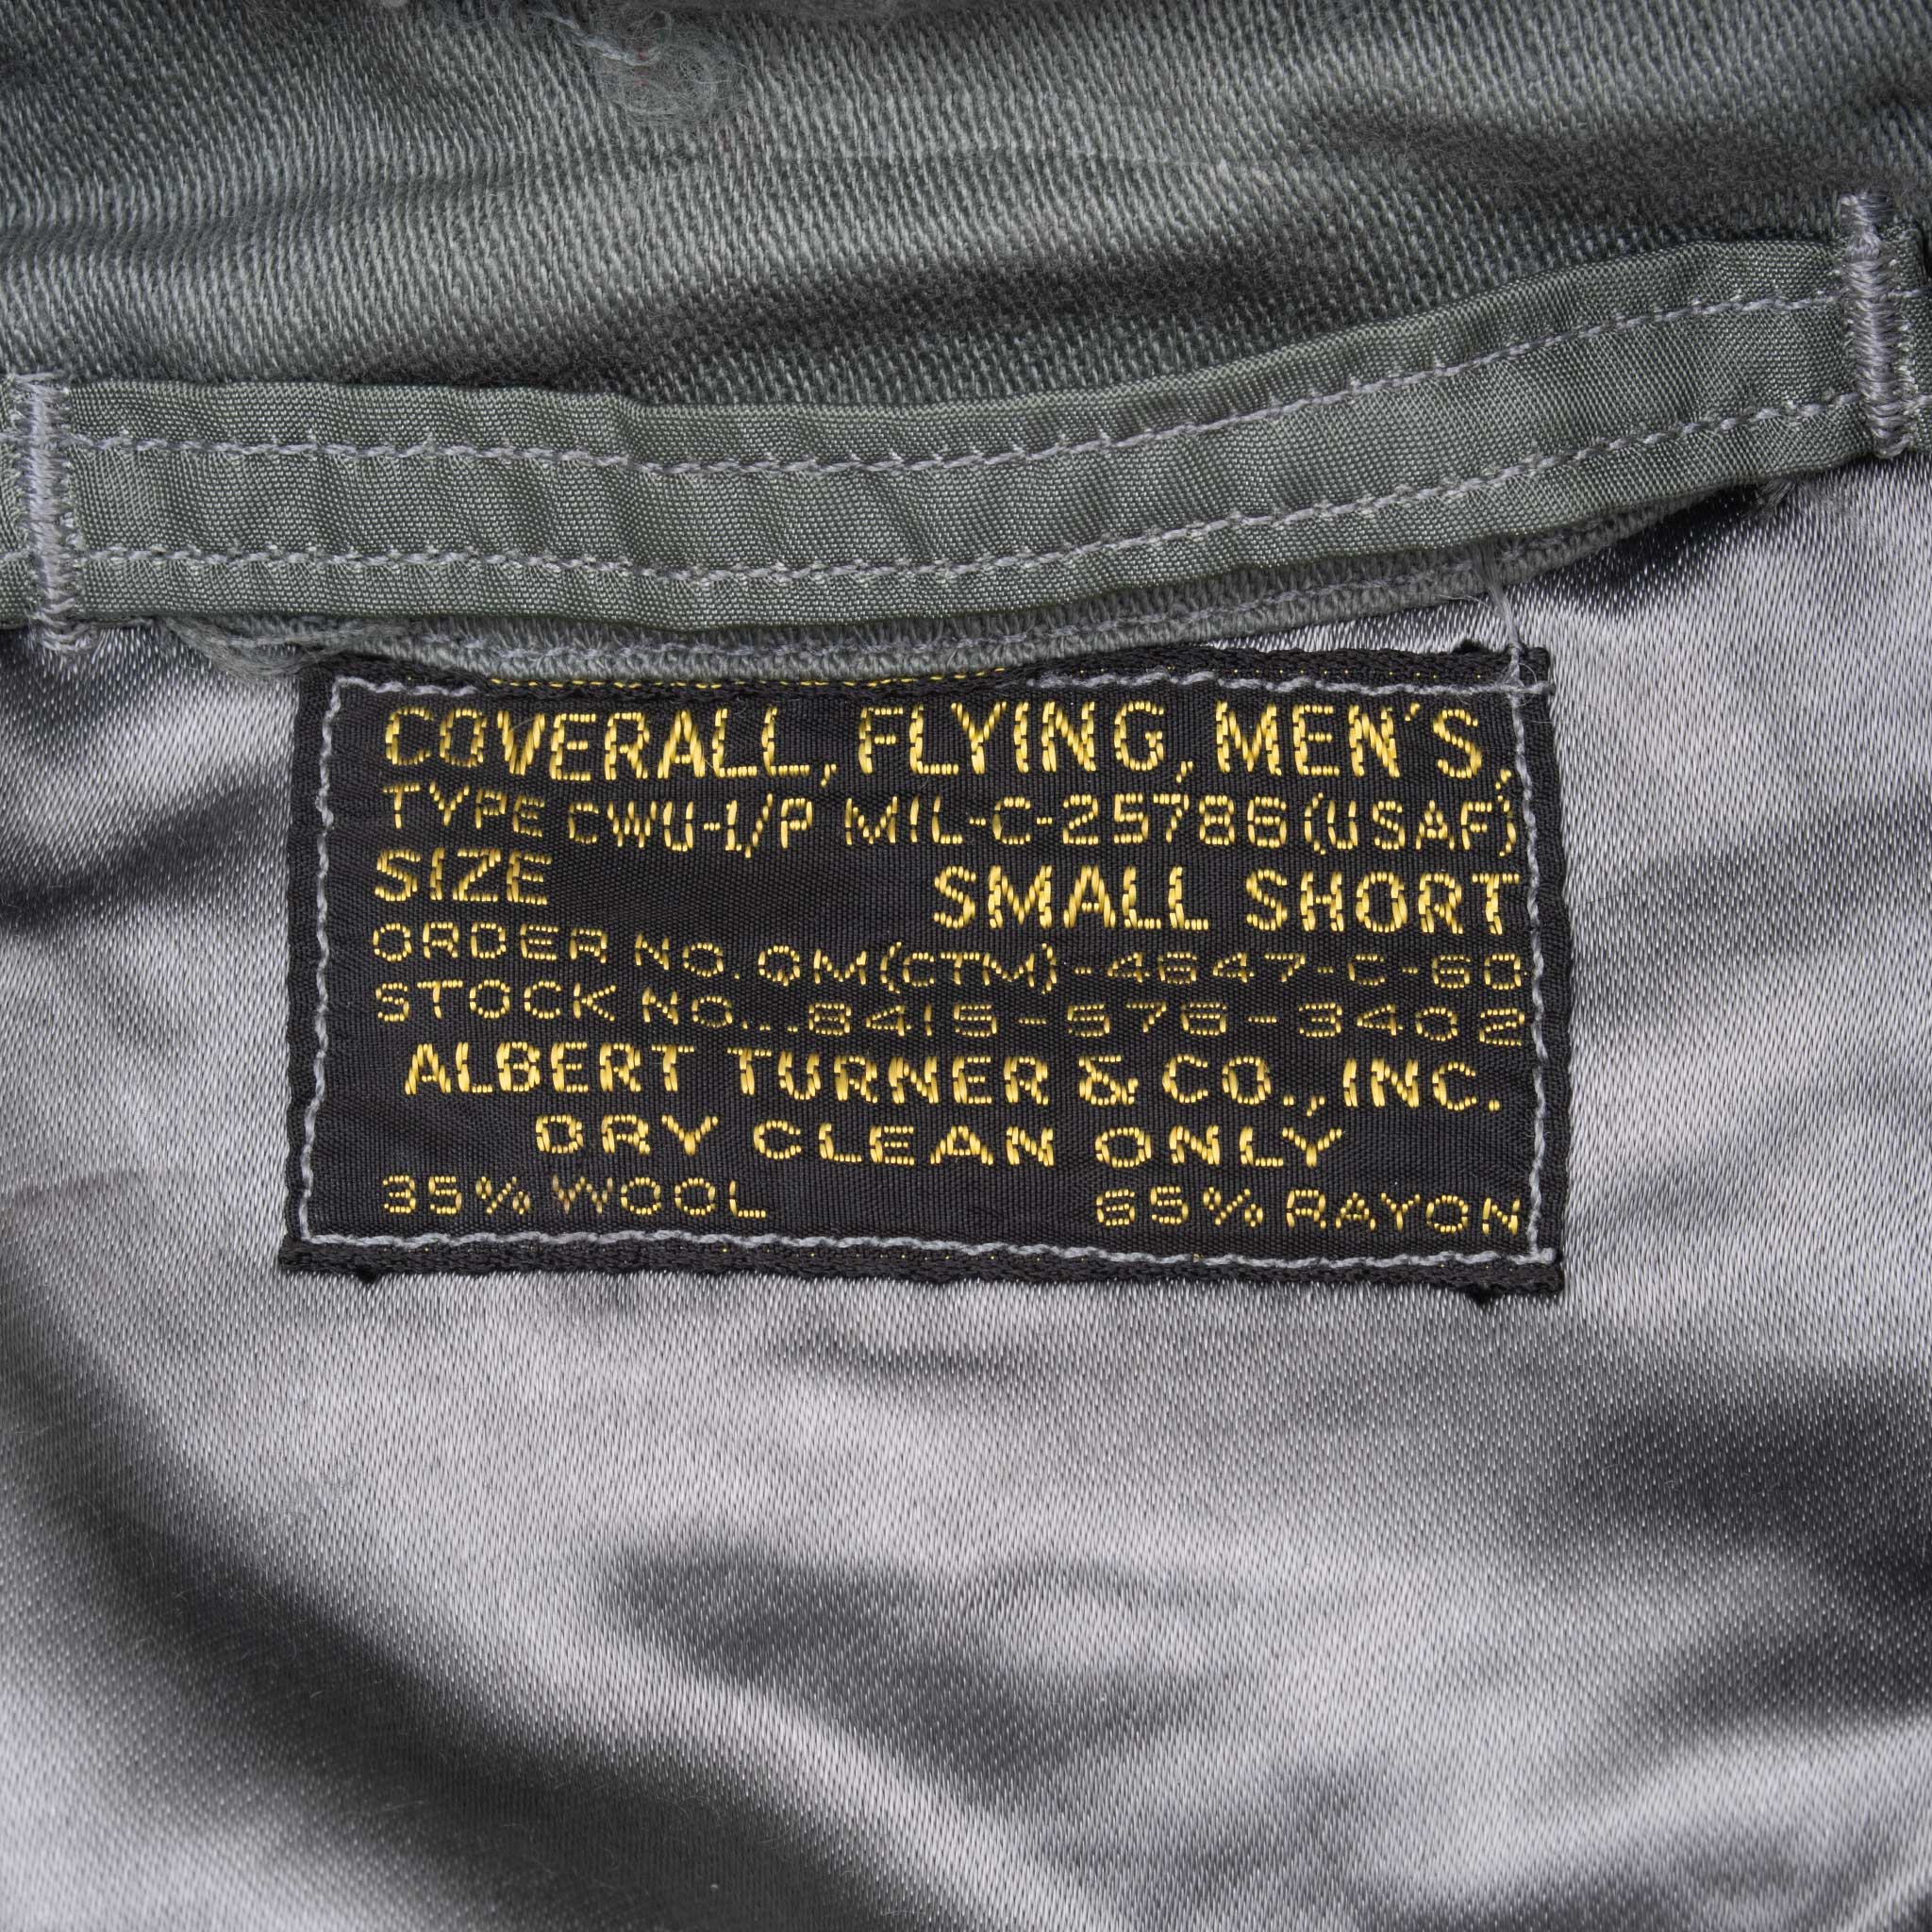 COVERALL, FLYING, MEN'S,
TYPE CWU-1/P MIL-C-25786(USAF)
SIZE SMALL SHORT
ORDER NO. QM(CTM)-4647-C-60
STOCK NO...8415-576-3402
ALBERT TURNER & CO., INC.
DRY CLEAN ONLY
35% WOOL 65% RAYON